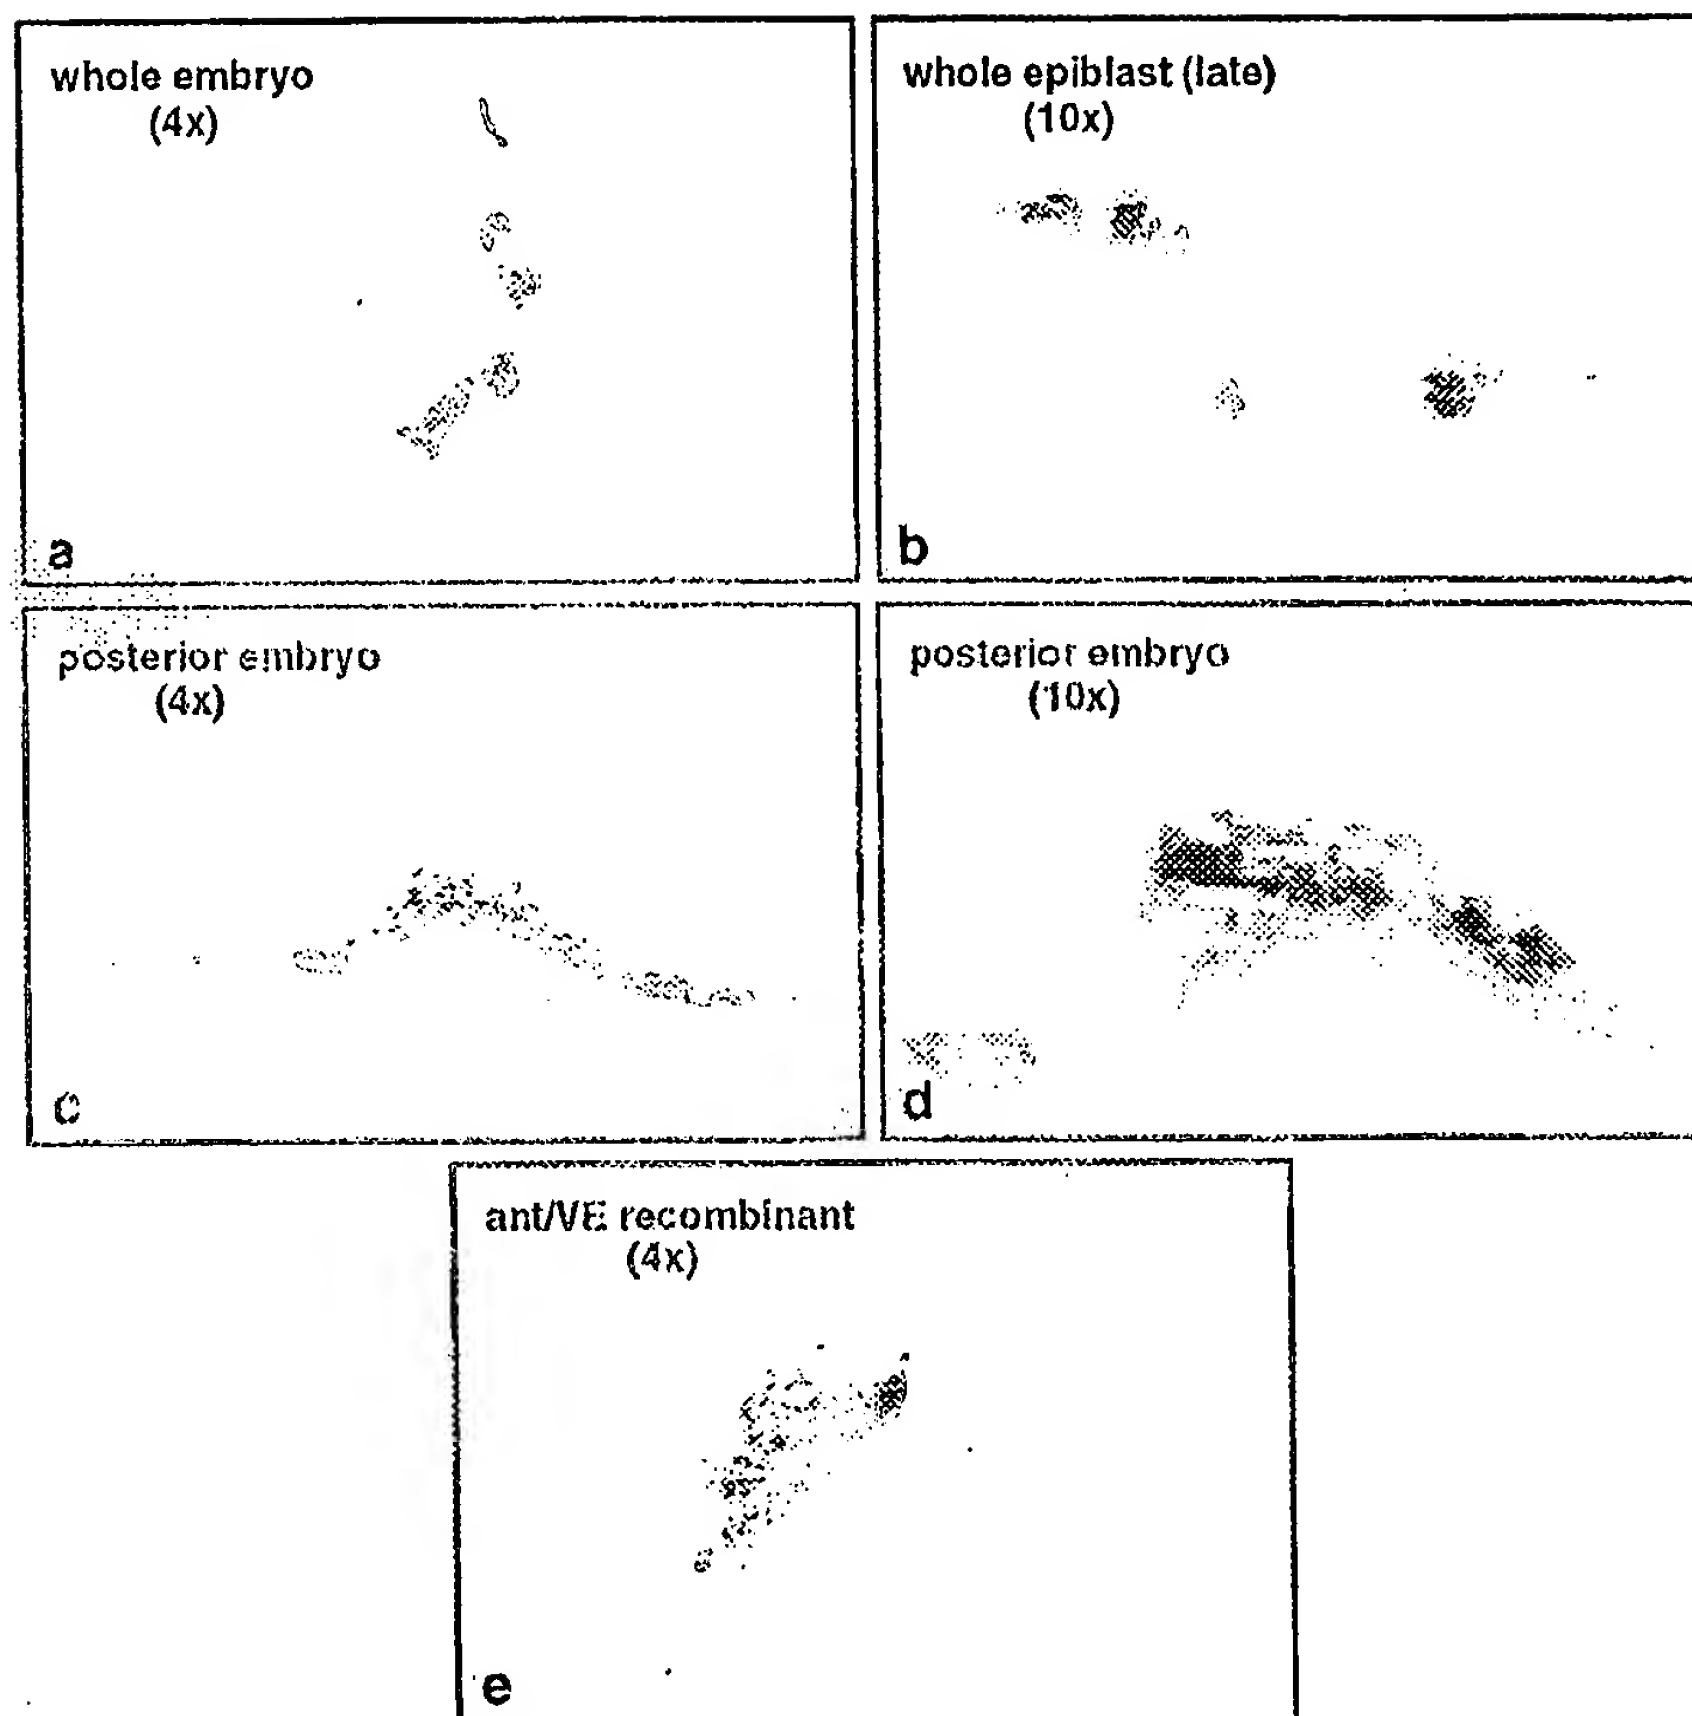 whole embryo
(4x)
a
whole epiblast (late)
(10x)
b
posterior embryo
(4x)
c
posterior embryo
(10x)
d
ant/VE recombinant
(4x)
e